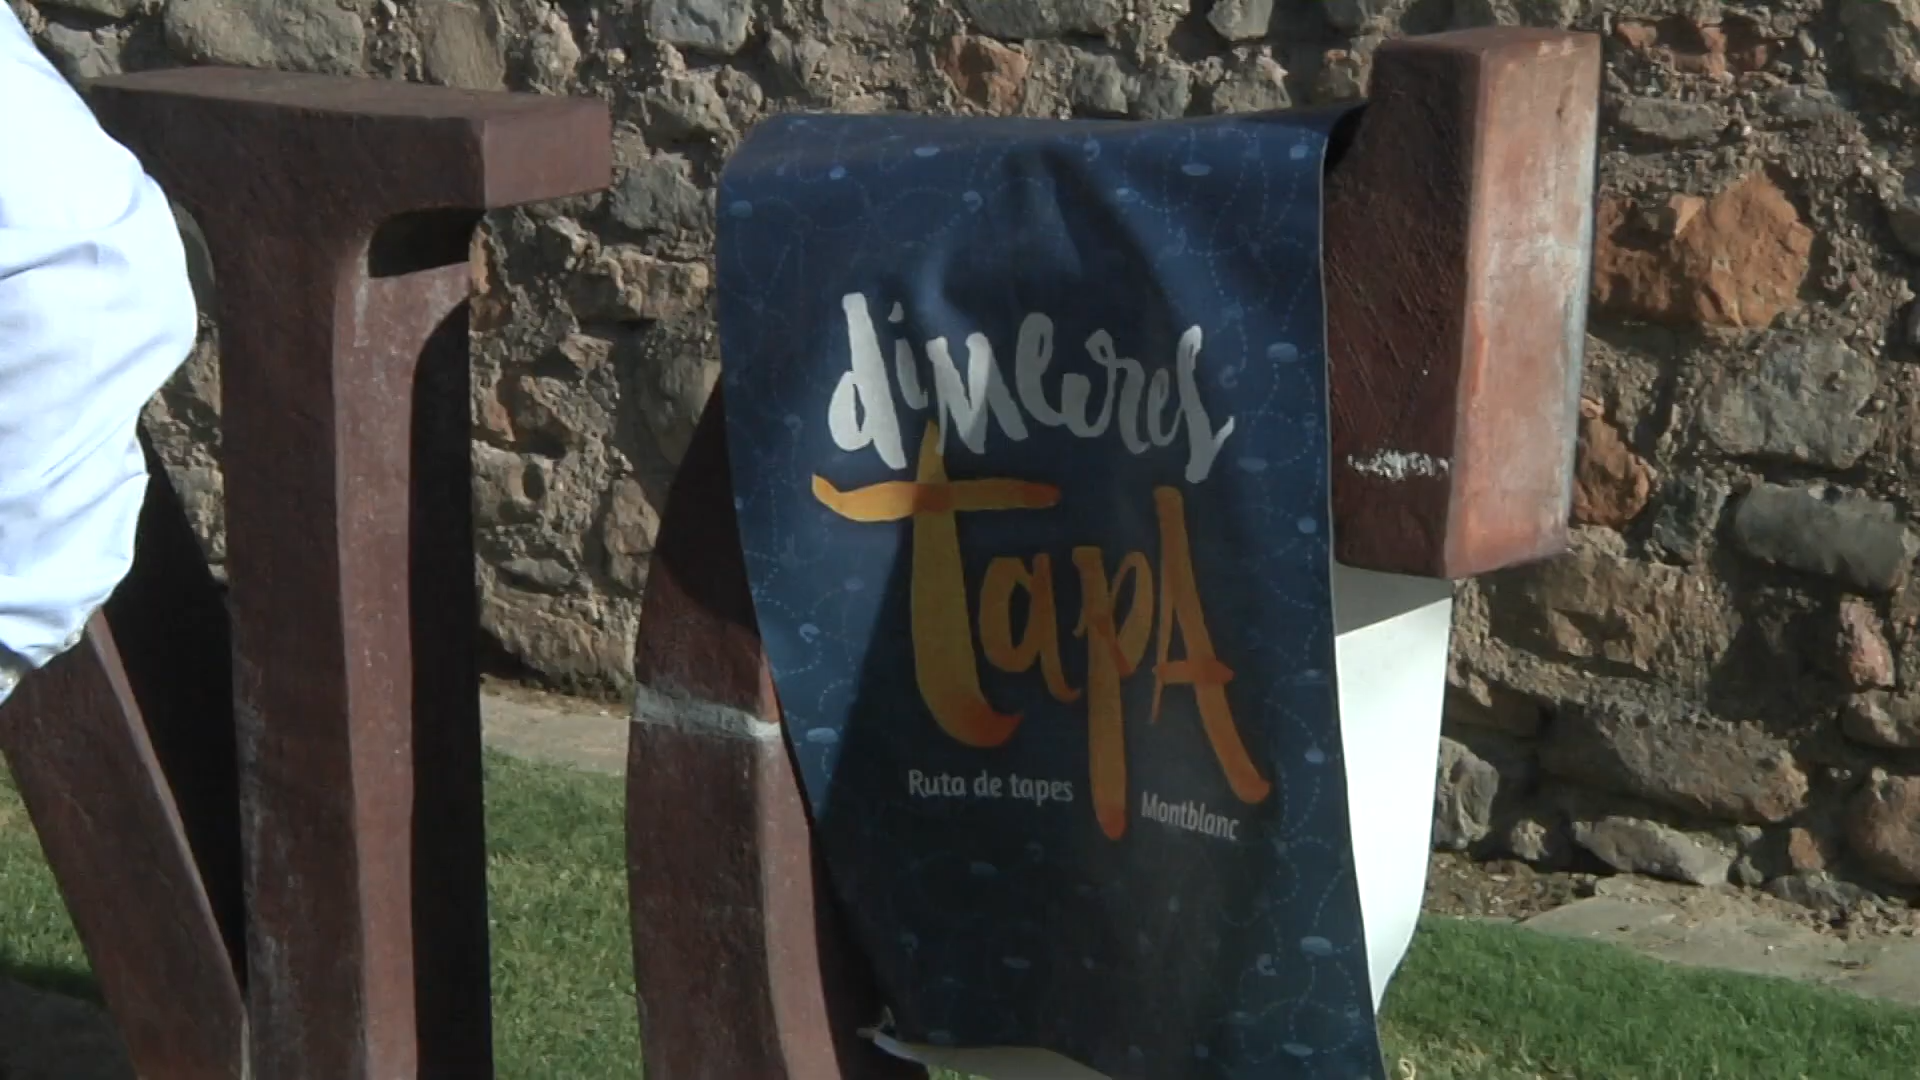 dimecres
tapA
Ruta de tapes
Montblanc